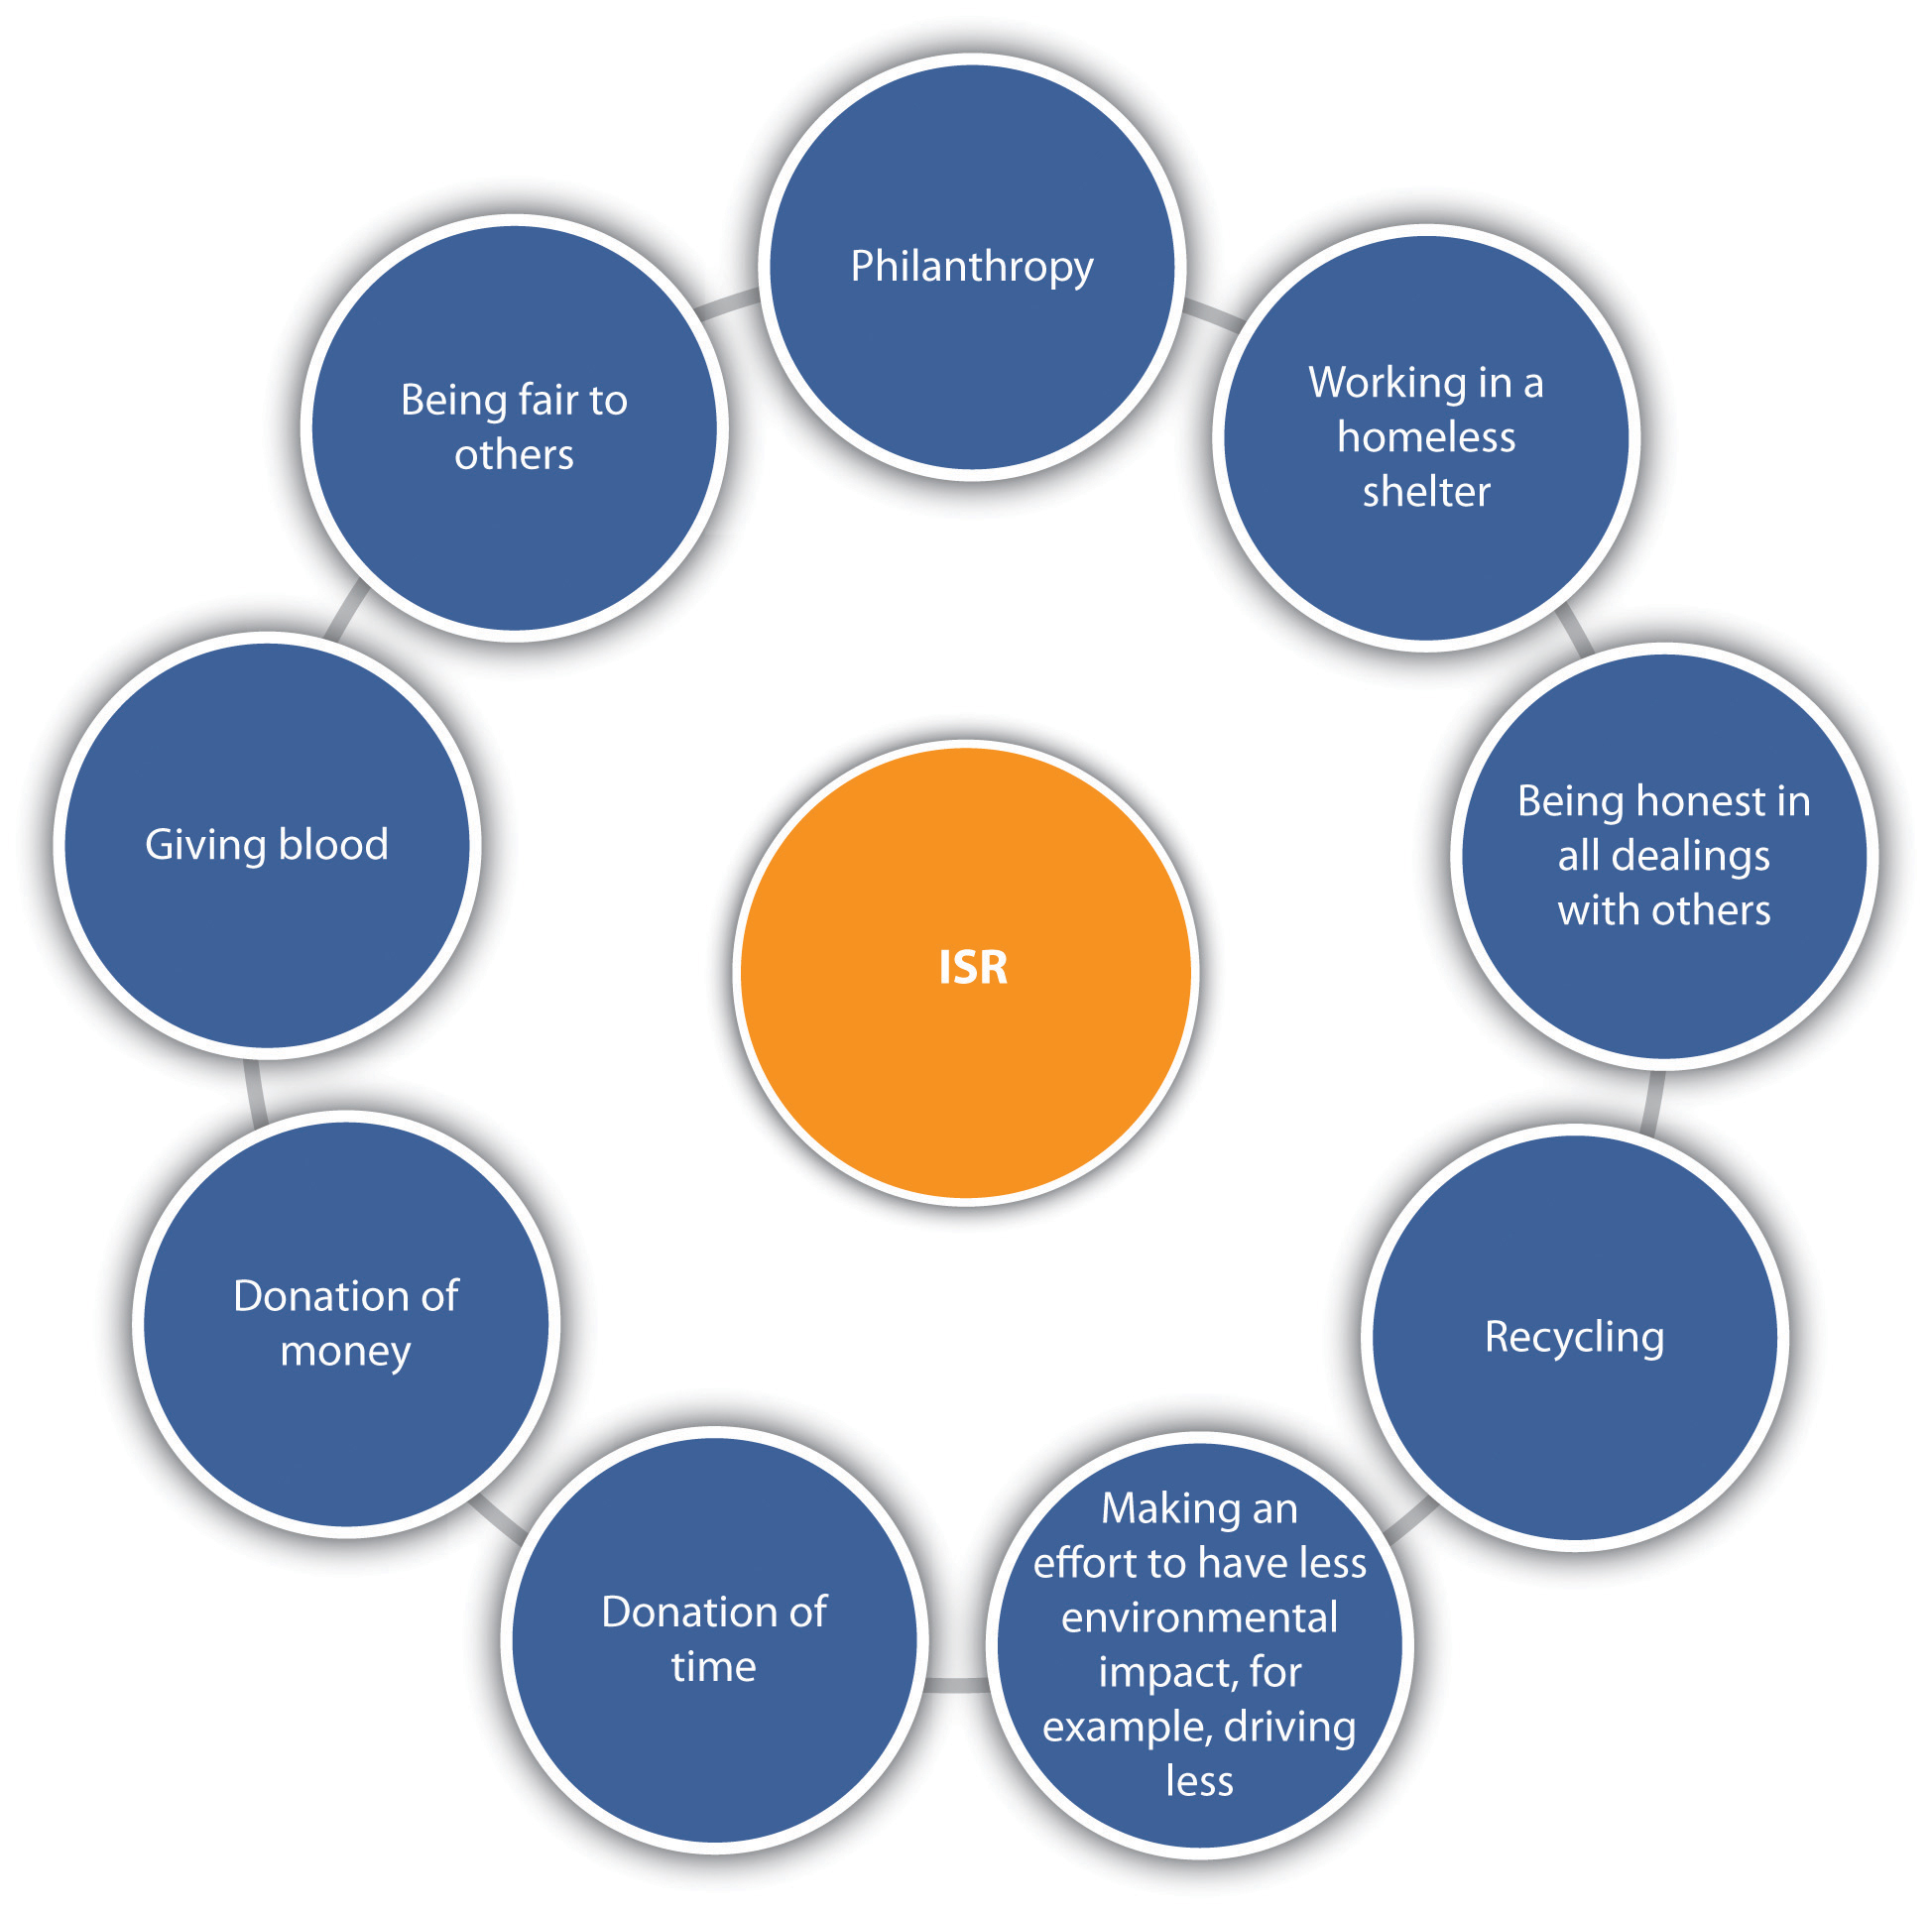 Philanthropy
Working in a
homeless
shelter
Being honest in
all dealings
with others
Recycling
Making an
effort to have less
environmental
impact, for
example, driving
less
Donation of
time
Donation of
money
Giving blood
Being fair to
others
ISR